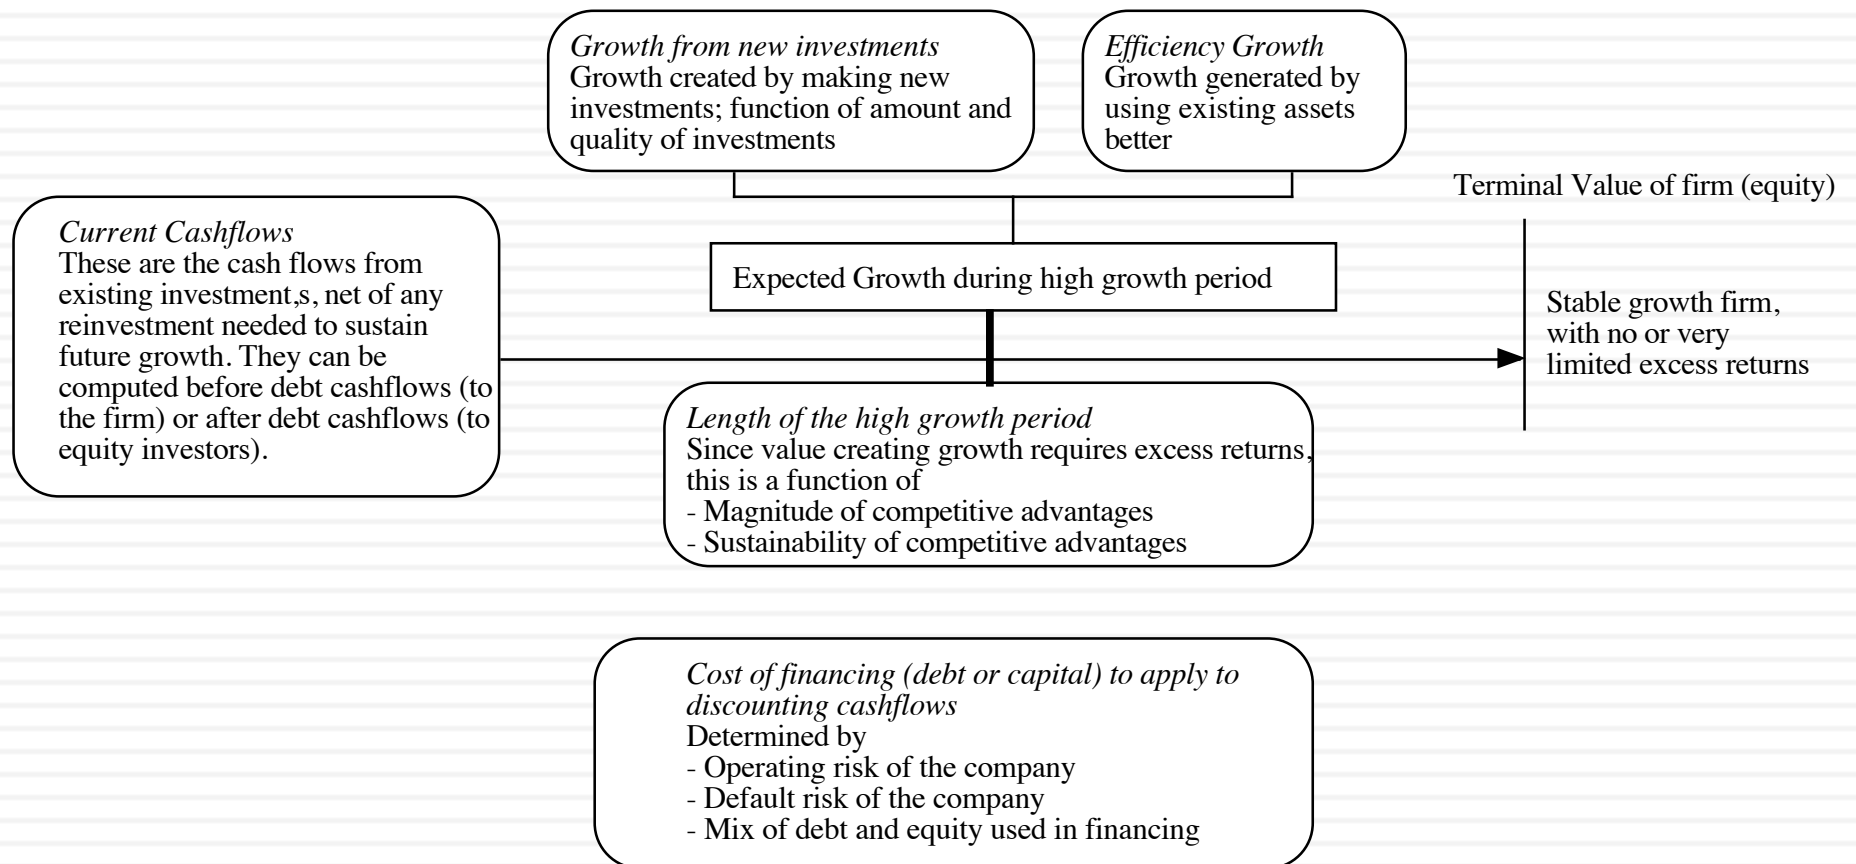 Growth from new investments
Growth created by making new
investments; function of amount and
quality of investments
Efficiency Growth
Growth generated by
using existing assets
better
Terminal Value of firm (equity)
Current Cashflows
These are the cash flows from
existing investment,s, net of any
reinvestment needed to sustain
future growth. They can be
computed before debt cashflows (to
the firm) or after debt cashflows (to
equity investors).
Expected Growth during high growth period
Stable growth firm,
with no or very
limited excess returns
Length of the high growth period
Since value creating growth requires excess returns,
this is a function of
- Magnitude of competitive advantages
- Sustainability of competitive advantages
Cost of financing (debt or capital) to apply to
discounting cashflows
Determined by
- Operating risk of the company
- Default risk of the company
- Mix of debt and equity used in financing